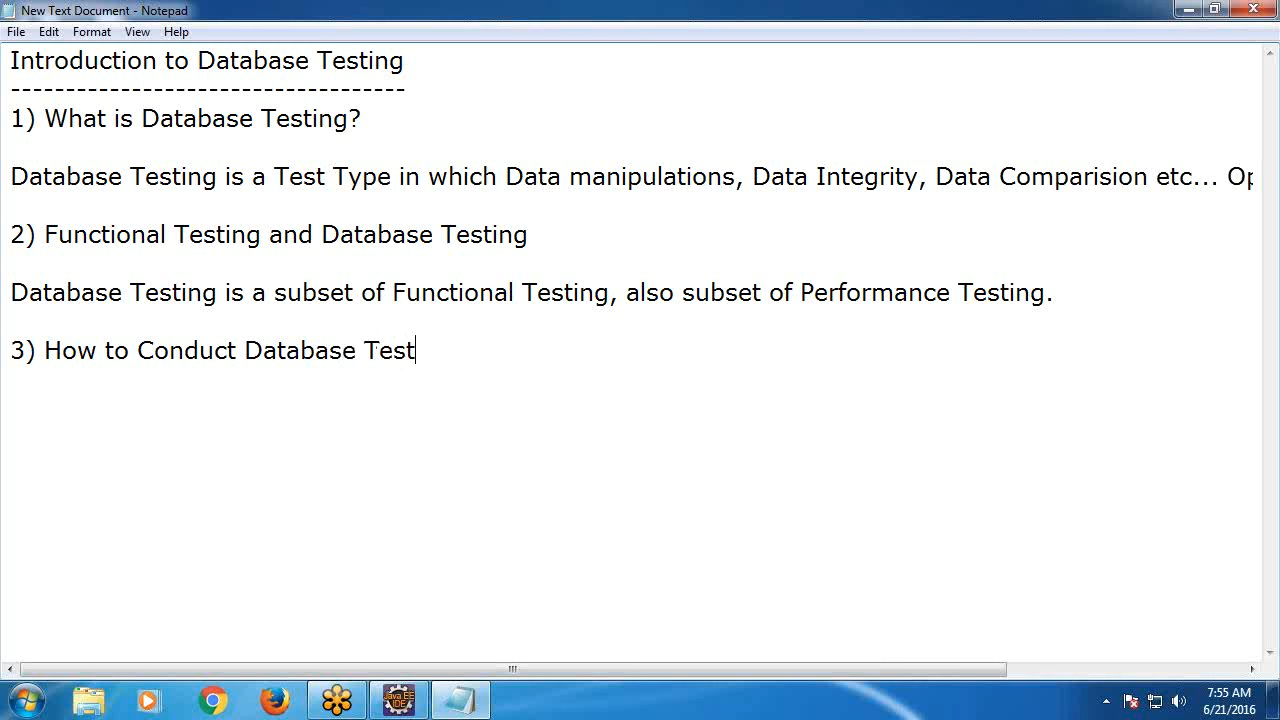 New Text Document - Notepad
File Edit Format View Help
Introduction to Database Testing
------------------------------------
1) What is Database Testing?
Database Testing is a Test Type in which Data manipulations, Data Integrity, Data Comparision etc... Op
2) Functional Testing and Database Testing
Database Testing is a subset of Functional Testing, also subset of Performance Testing.
3) How to Conduct Database Test
Java EE
IDE
7:55 AM
6/21/2016